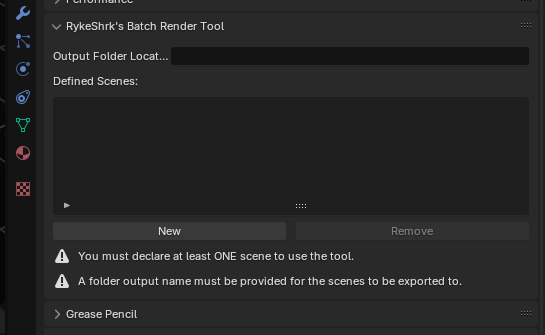 Performance
RykeShrk's Batch Render Tool
Output Folder Locat...
Defined Scenes:
New
Remove
You must declare at least ONE scene to use the tool.
A folder output name must be provided for the scenes to be exported to.
Grease Pencil